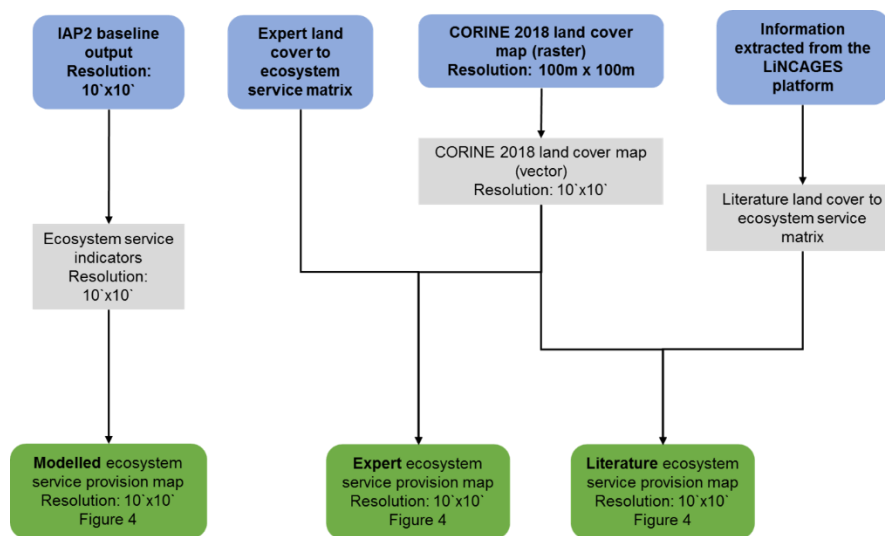 IAP2 baseline
output
Resolution:
10`x10`
Expert land
cover to
ecosystem
service matrix
CORINE 2018 land cover
map (raster)
Resolution: 100m x 100m
Information
extracted from the
LiNCAGES
platform
CORINE 2018 land cover map
(vector)
Resolution: 10`x10`
Literature land cover to
ecosystem service
matrix
Ecosystem service
indicators
Resolution:
10`x10`
Modelled ecosystem
service provision map
Resolution: 10`x10`
Figure 4
Expert ecosystem
service provision map
Resolution: 10`x10`
Figure 4
Literature ecosystem
service provision map
Resolution: 10`x10`
Figure 4